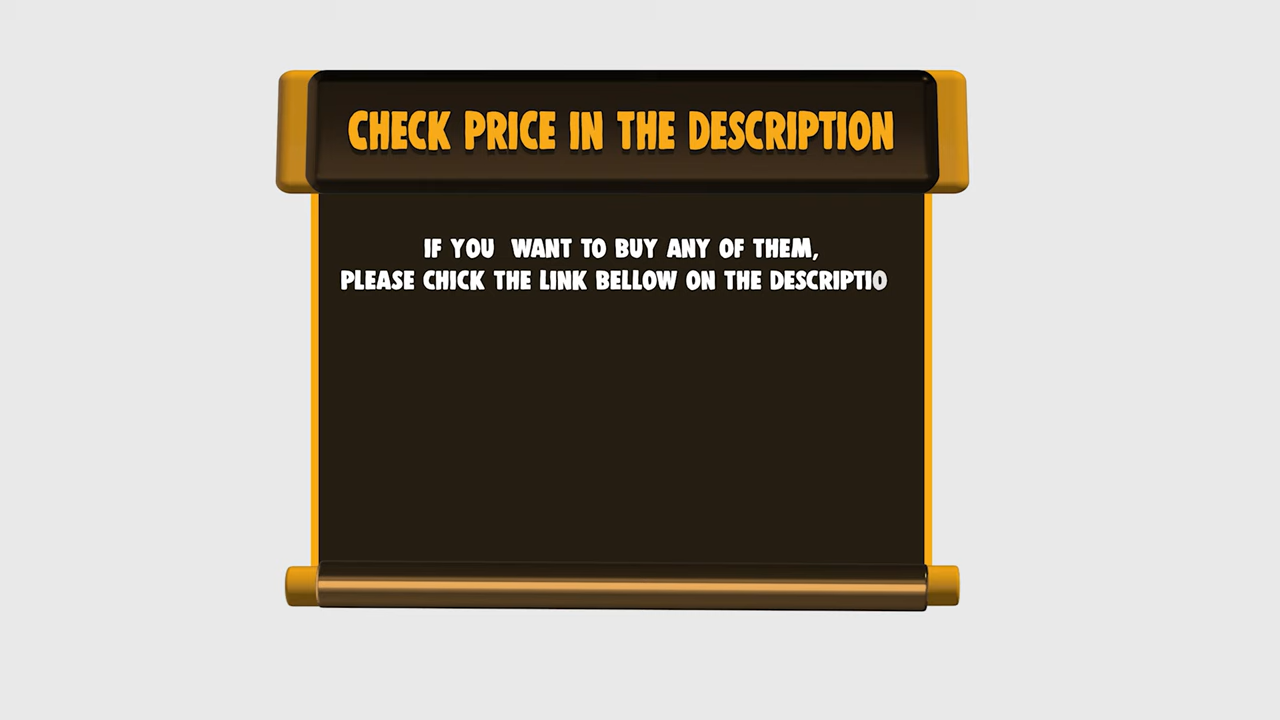 CHECK PRICE IN THE DESCRIPTION
IF YOU WANT TO BUY ANY OF THEM,
PLEASE CHICK THE LINK BELLOW ON THE DESCRIPTIO